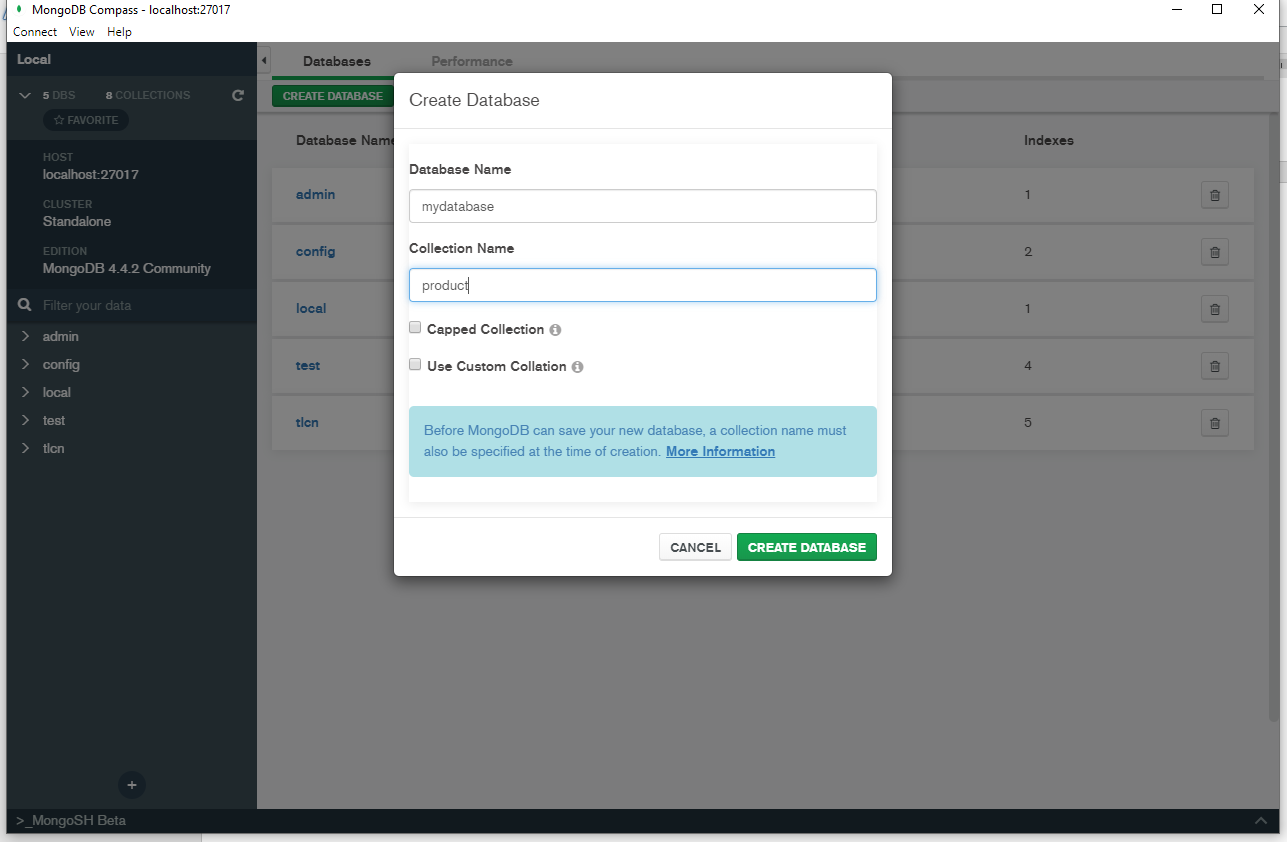 MongoDB Compass - localhost:27017
Connect View Help
Local
5 DBS 8 COLLECTIONS
FAVORITE
HOST
localhost:27017
CLUSTER
Standalone
EDITION
MongoDB 4.4.2 Community
Filter your data
admin
config
local
test
tlcn
>_MongoSH Beta
Databases Performance
CREATE DATABASE
Database Name Indexes
admin 1
config 2
local 1
test 4
tlcn 5
Create Database
Database Name
mydatabase
Collection Name
product
Capped Collection
Use Custom Collation
Before MongoDB can save your new database, a collection name must
also be specified at the time of creation. More Information
CANCEL CREATE DATABASE